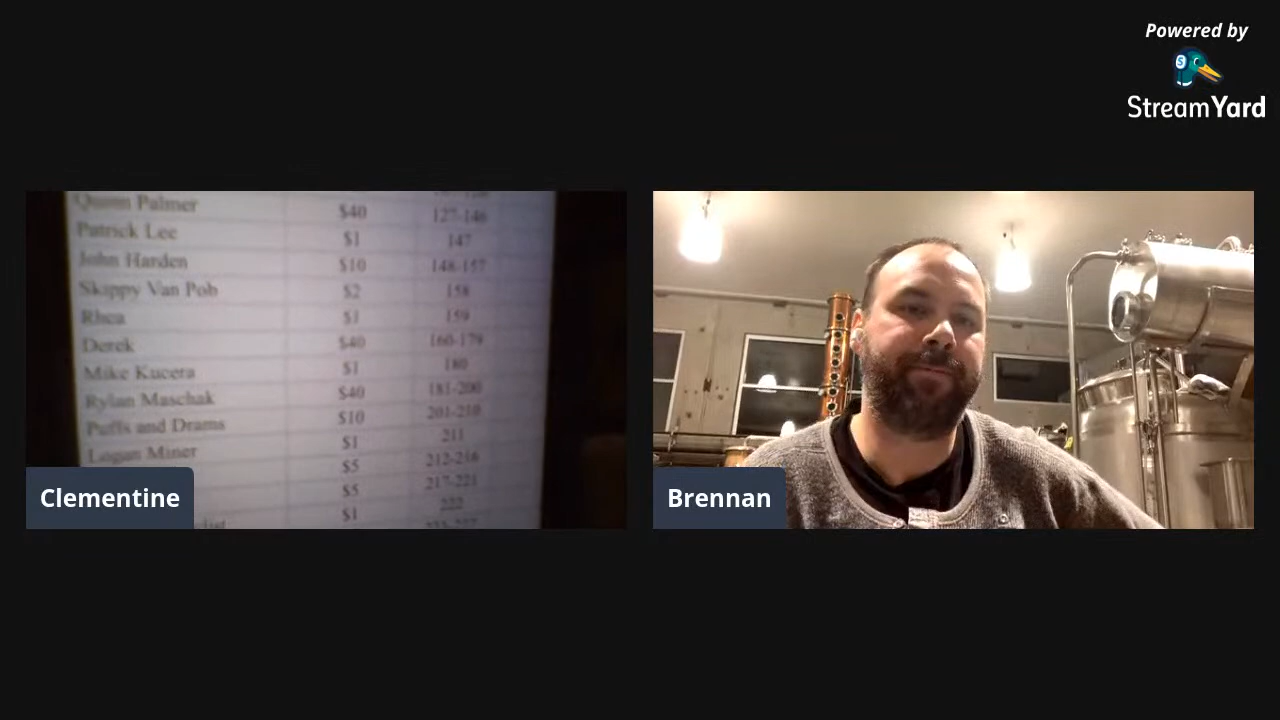 Powered by
StreamYard
Palmer $40 127-146
Patrick Lee $1 147
John Harden $10 148-157
Skippy Van Pob $2 158
Rhea $1 159
Derek $40 160-179
Mike Kucera $1 180
Rylan Maschak $40 181-200
Puffs and Drams $10 201-210
Logan Miner $1 211
$5 212-216
$5 217-221
$1 222
Clementine
Brennan